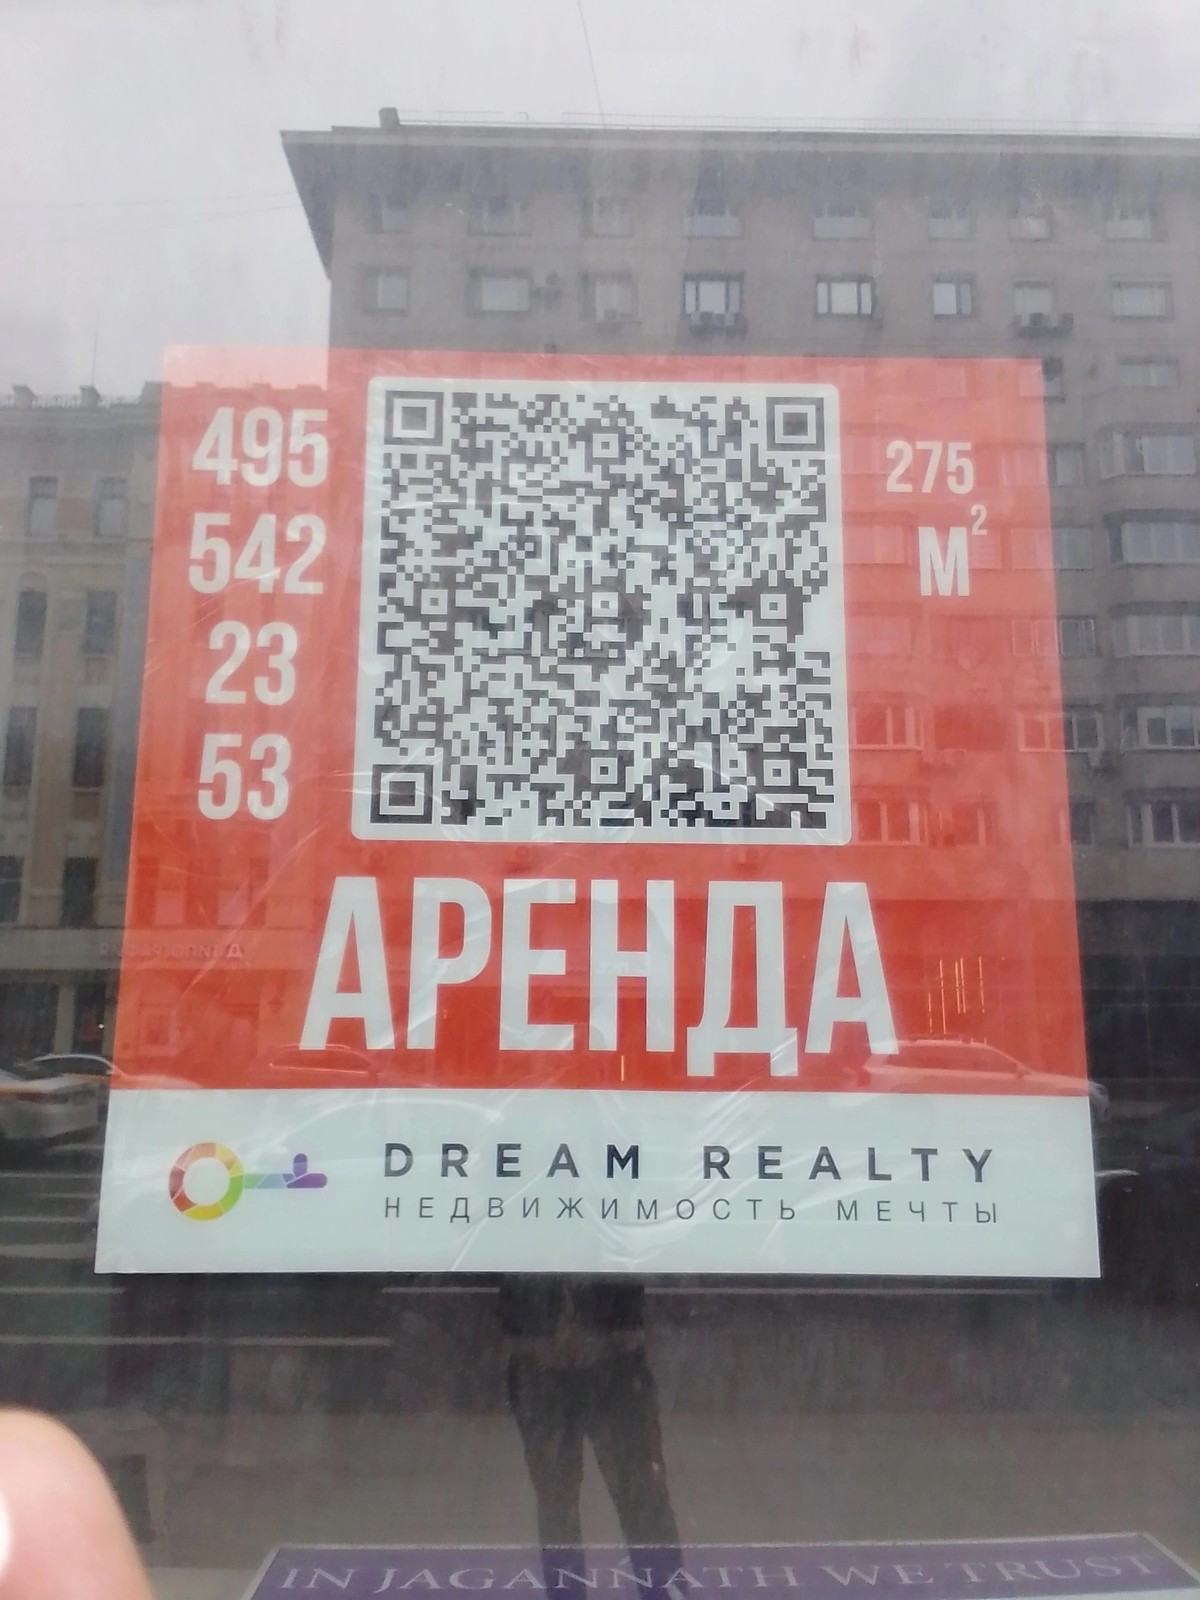 495
542
23
53
275
М²
АРЕНДА
DREAM REALTY
НЕДВИЖИМОСТЬ МЕЧТЫ
IN JAGANNATH WE TRUST